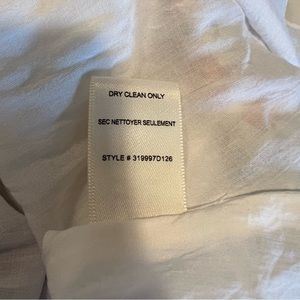 DRY CLEAN ONLY
SEC NETTOYER SEULEMENT
STYLE # 319997D126